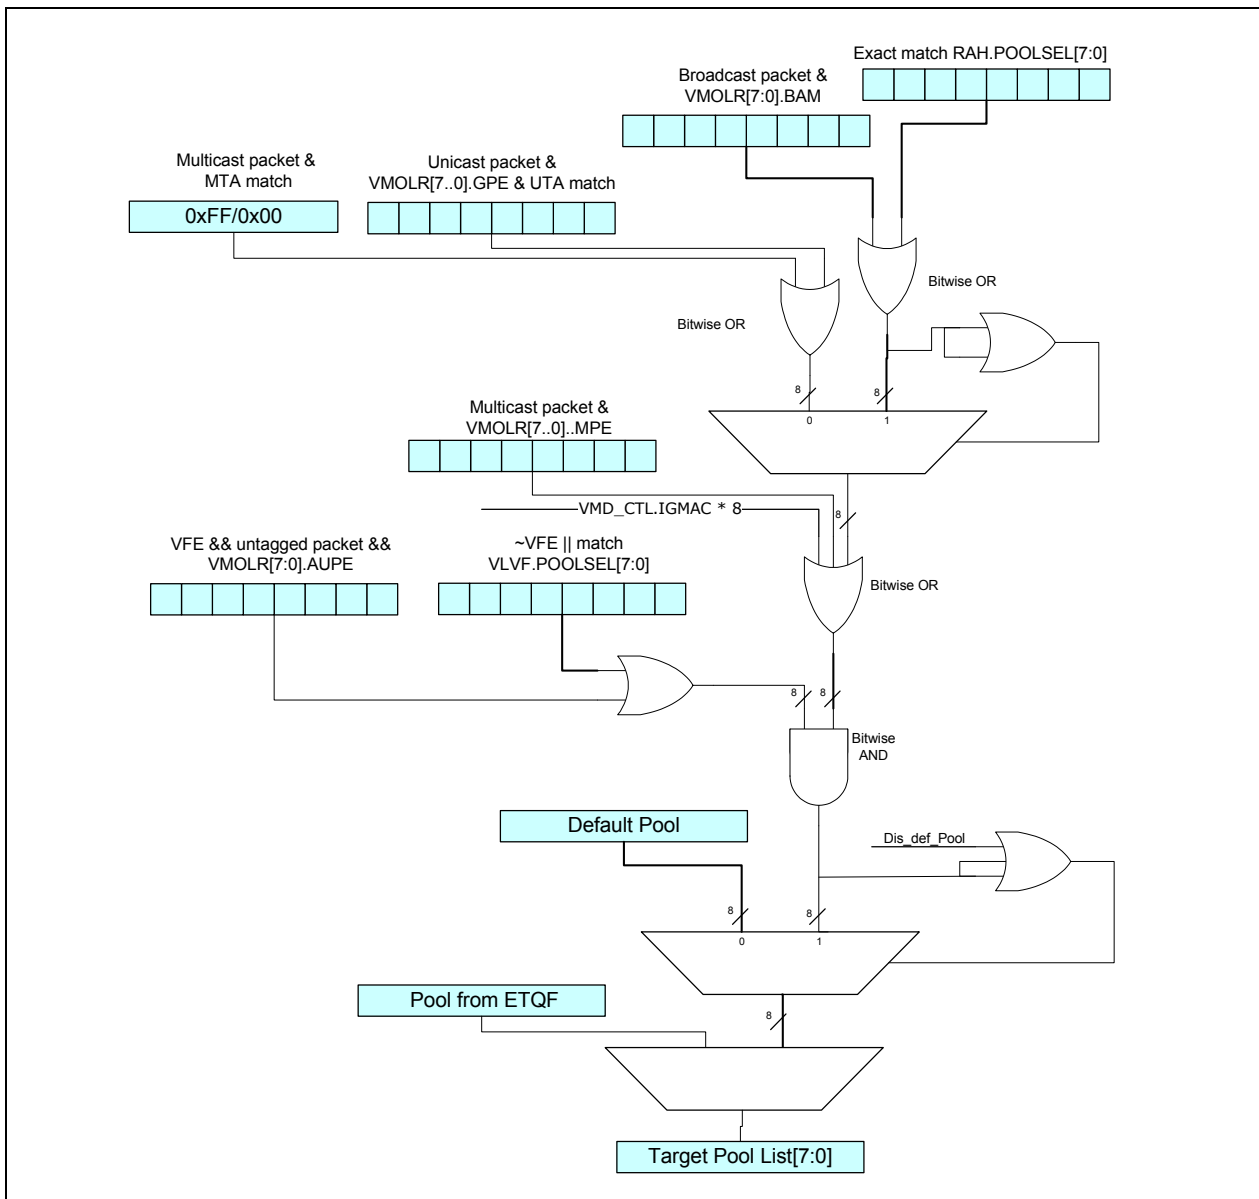 Exact match RAH.POOLSEL[7:0]
Broadcast packet &
VMOLR[7:0].BAM
Multicast packet &
MTA match
Unicast packet &
VMOLR[7..0].GPE & UTA match
0xFF/0x00
Bitwise OR
Bitwise OR
8
8
0
1
Multicast packet &
VMOLR[7..0]..MPE
VMD_CTL.IGMAC * 8
8
VFE && untagged packet &&
VMOLR[7:0].AUPE
~VFE || match
VLVF.POOLSEL[7:0]
Bitwise OR
8
8
Bitwise
AND
Default Pool
Dis_def_Pool
8
8
0
1
Pool from ETQF
8
Target Pool List[7:0]